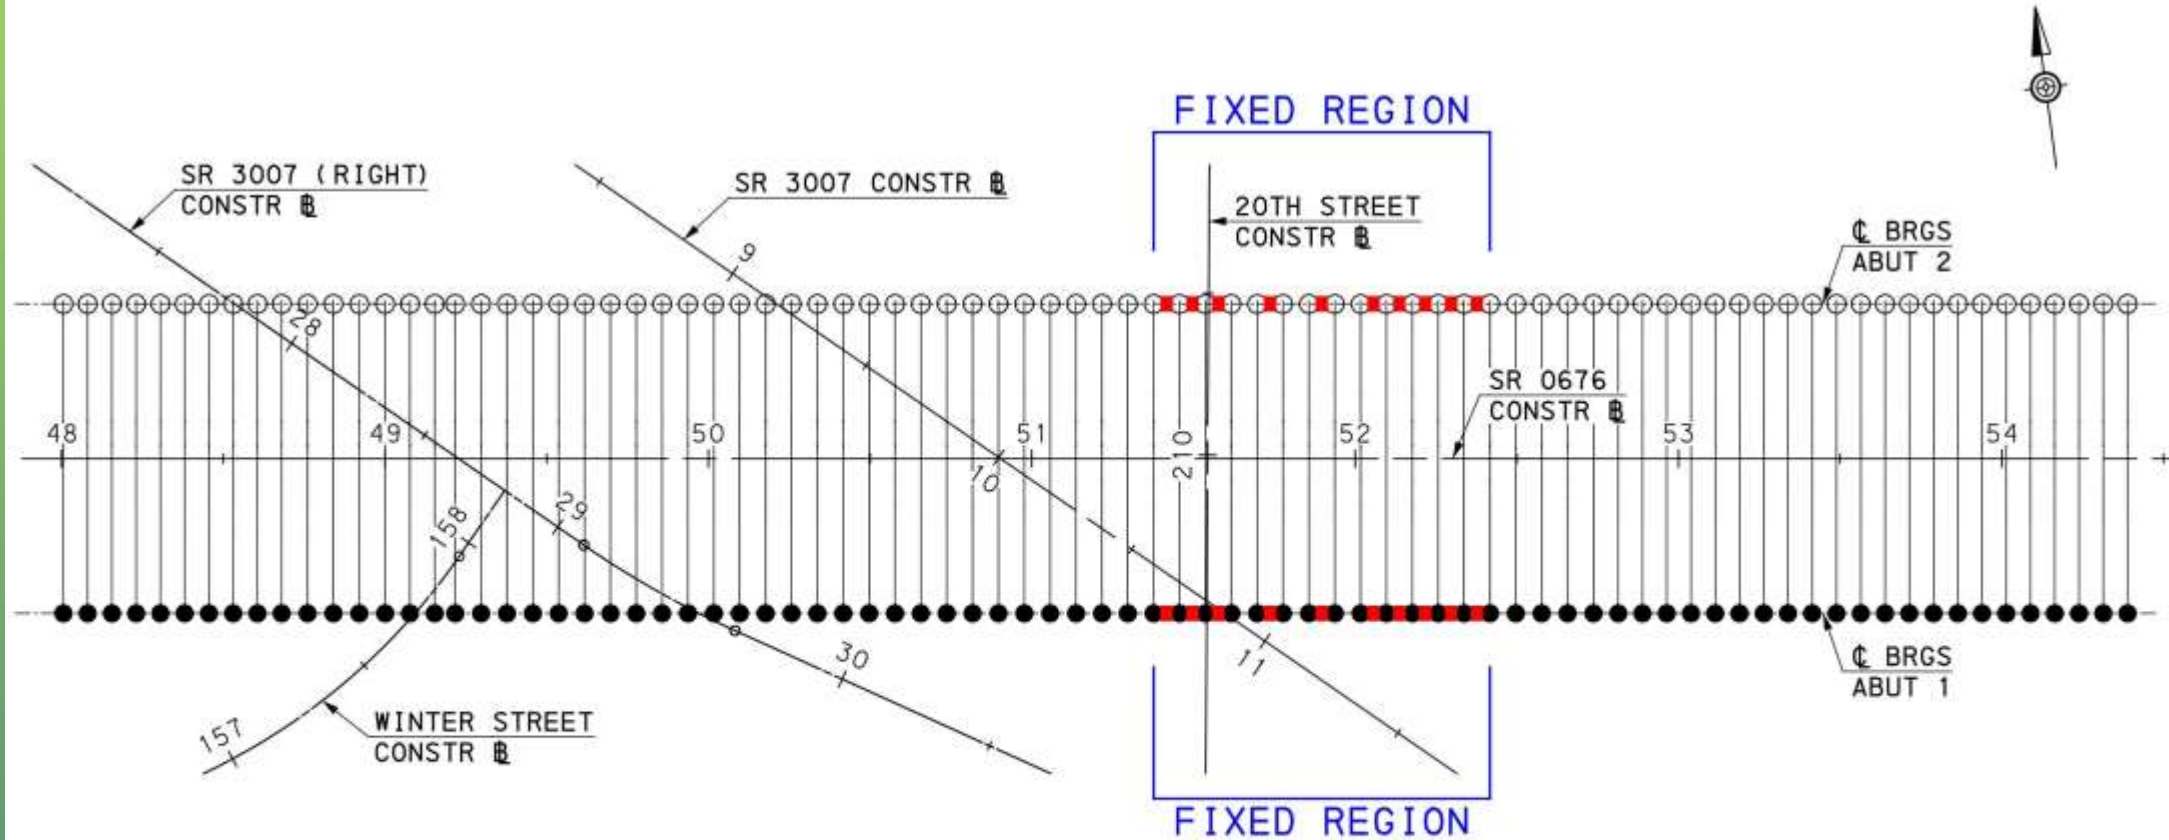 FIXED REGION
SR 3007 (RIGHT)
CONSTR ℄
SR 3007 CONSTR ℄
20TH STREET
CONSTR ℄
℄ BRGS
ABUT 2
9
28
SR 0676
CONSTR ℄
48
49
50
51
52
53
54
210
10
29
158
℄ BRGS
ABUT 1
11
30
157
WINTER STREET
CONSTR ℄
FIXED REGION